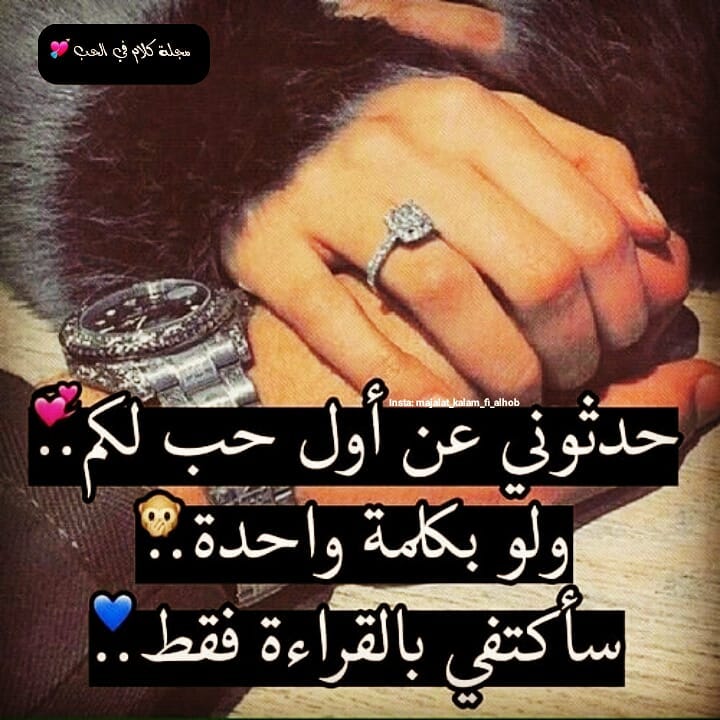 مجلة كلام في الحب 💞
Insta: majalat_kalam_fi_alhob
حدثوني عن أول حب لكم..💞
ولو بكلمة واحدة..🙊
سأكتفي بالقراءة فقط..💙